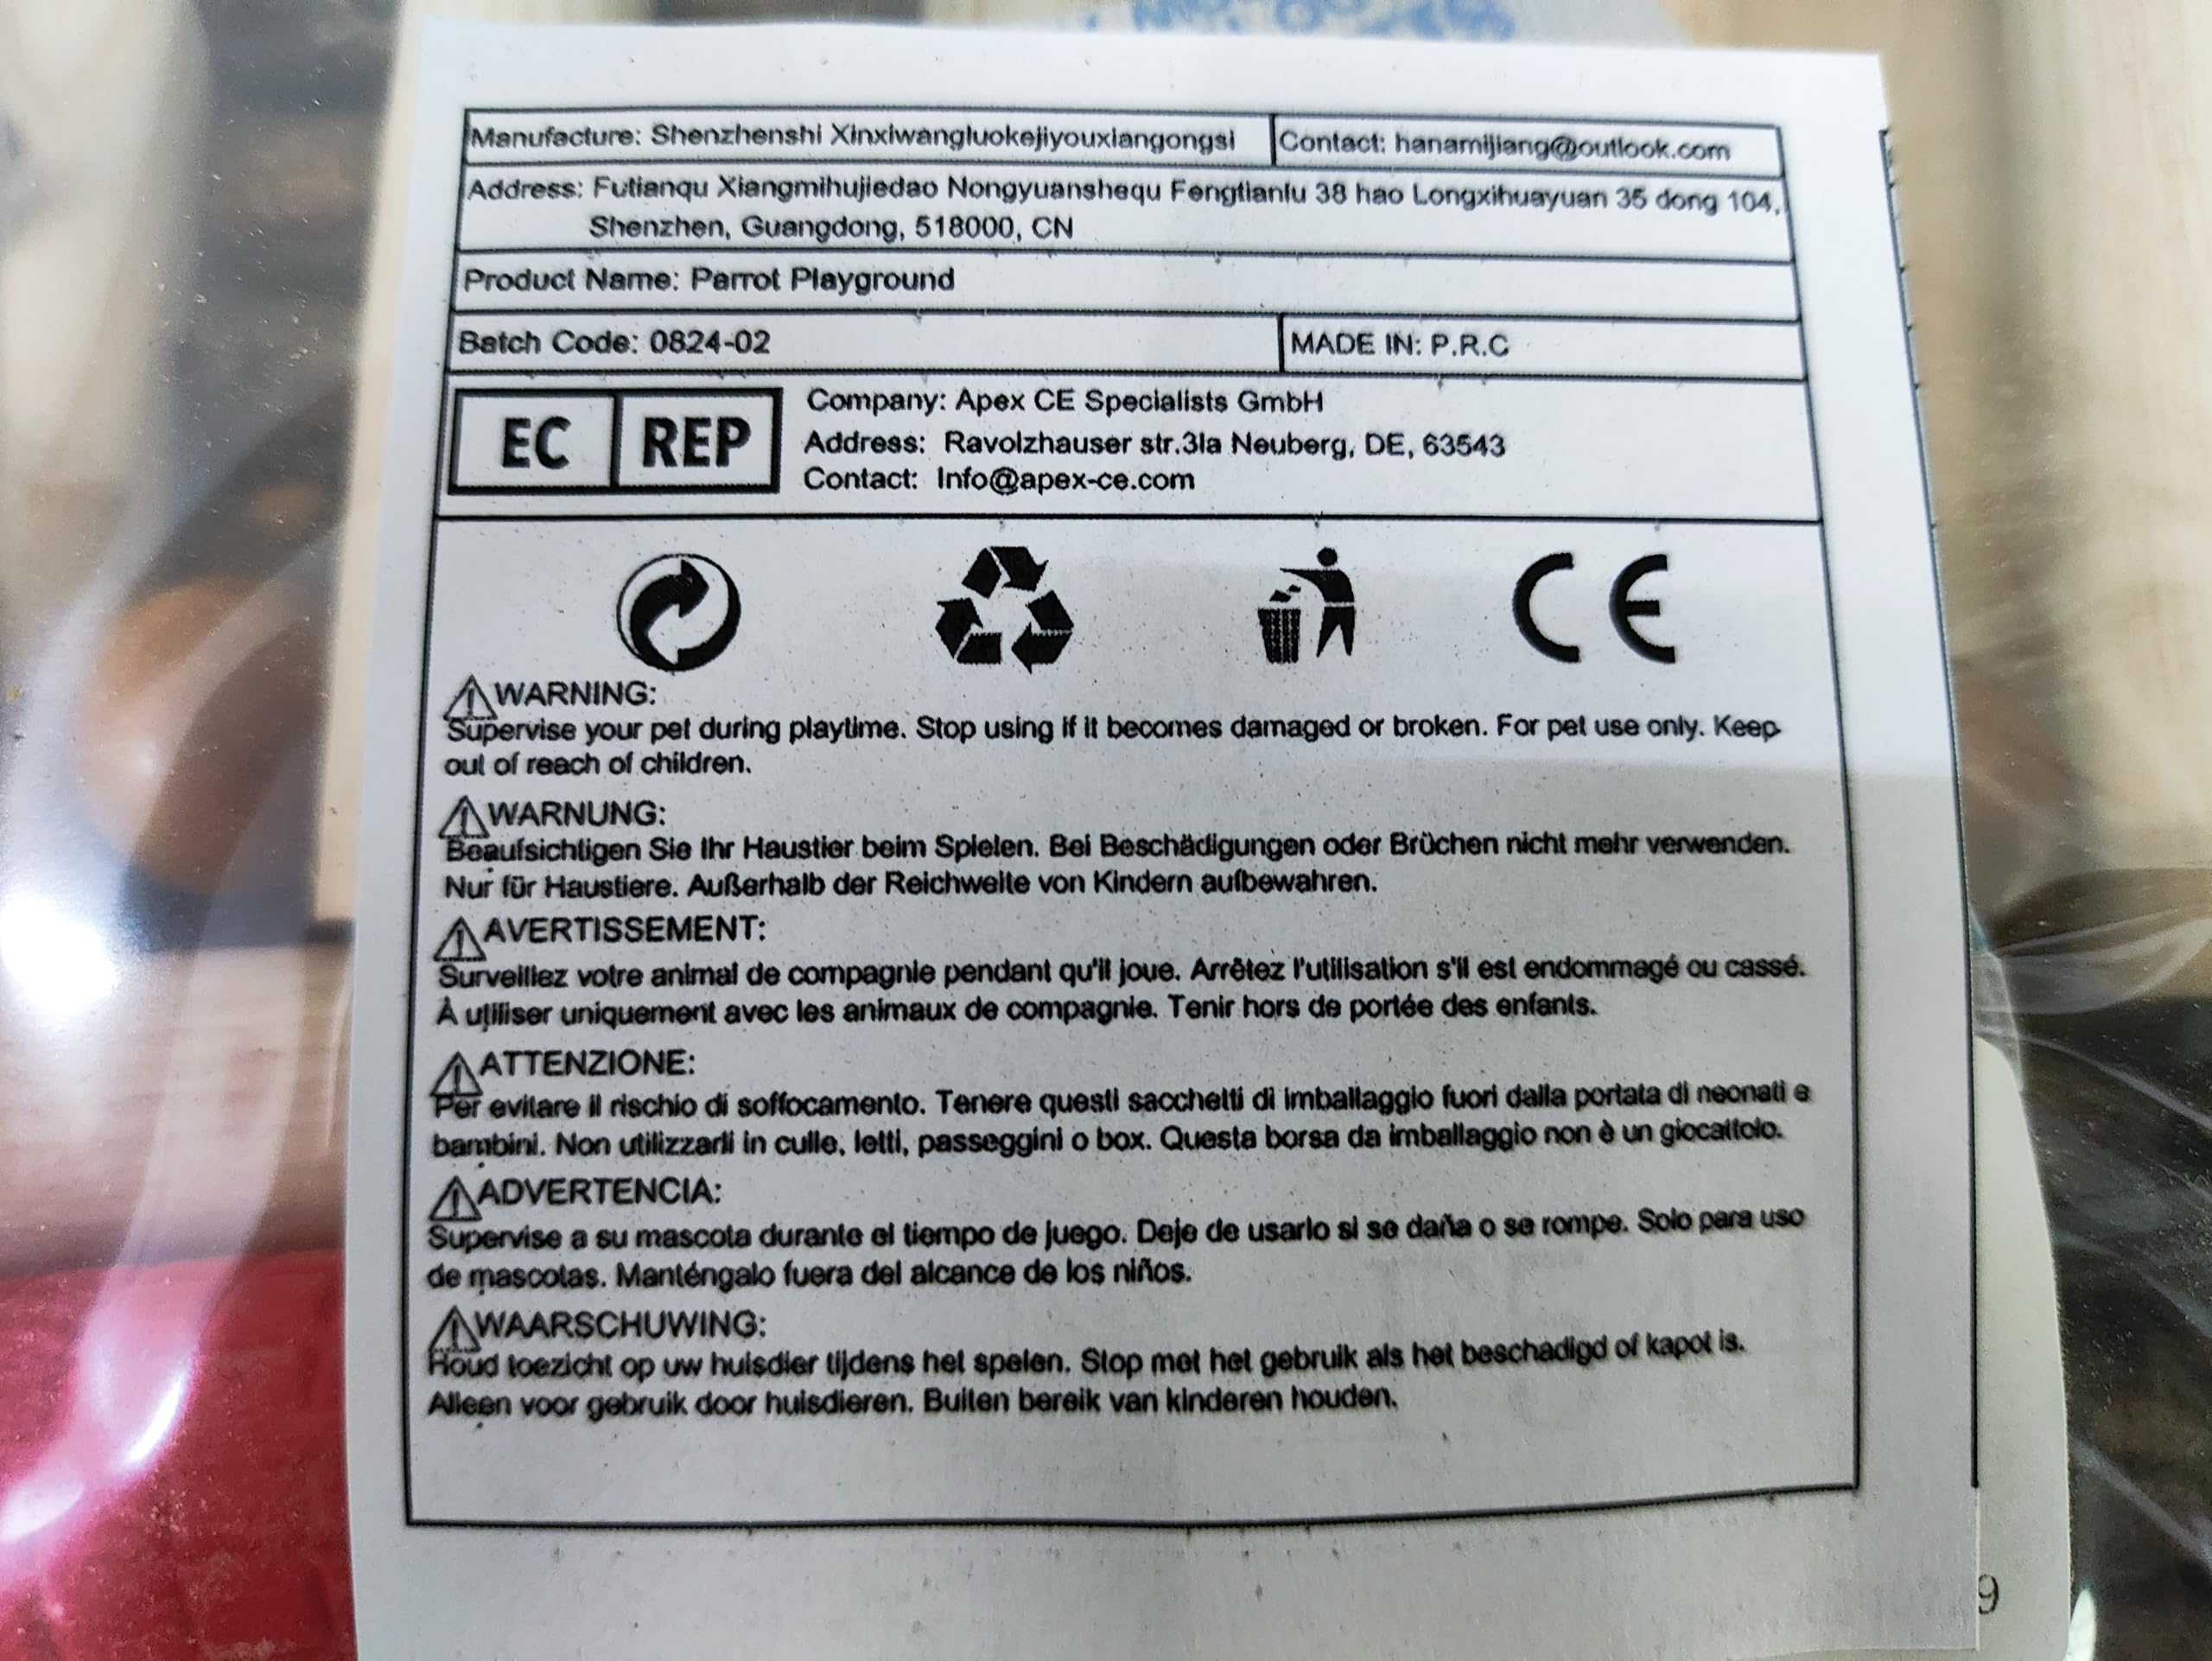 Manufacture: Shenzhenshi Xinxiwangluokejiyouxiangongsi
Contact: hanamijiang@outlook.com
Address: Futianqu Xiangmihujiedao Nongyuanshequ Fengtianlu 38 hao Longxihuayuan 35 dong 104,
Shenzhen, Guangdong, 518000, CN
Product Name: Parrot Playground
Batch Code: 0824-02
MADE IN: P.R.C
EC REP
Company: Apex CE Specialists GmbH
Address: Ravolzhauser str.3la Neuberg, DE, 63543
Contact: Info@apex-ce.com
CE
WARNING:
Supervise your pet during playtime. Stop using if it becomes damaged or broken. For pet use only. Keep
out of reach of children.
WARNUNG:
Beaufsichtigen Sie Ihr Haustier beim Spielen. Bei Beschädigungen oder Brüchen nicht mehr verwenden.
Nur für Haustiere. Außerhalb der Reichweite von Kindern aufbewahren.
AVERTISSEMENT:
Surveillez votre animal de compagnie pendant qu'il joue. Arrêtez l'utilisation s'il est endommagé ou cassé.
À utiliser uniquement avec les animaux de compagnie. Tenir hors de portée des enfants.
ATTENZIONE:
Per evitare il rischio di soffocamento. Tenere questi sacchetti di imballaggio fuori dalla portata di neonati e
bambini. Non utilizzarli in culle, letti, passeggini o box. Questa borsa da imballaggio non è un giocattolo.
ADVERTENCIA:
Supervise a su mascota durante el tiempo de juego. Deje de usarlo si se daña o se rompe. Solo para uso
de mascotas. Manténgalo fuera del alcance de los niños.
WAARSCHUWING:
Houd toezicht op uw huisdier tijdens het spelen. Stop met het gebruik als het beschadigd of kapot is.
Alleen voor gebruik door huisdieren. Buiten bereik van kinderen houden.
9